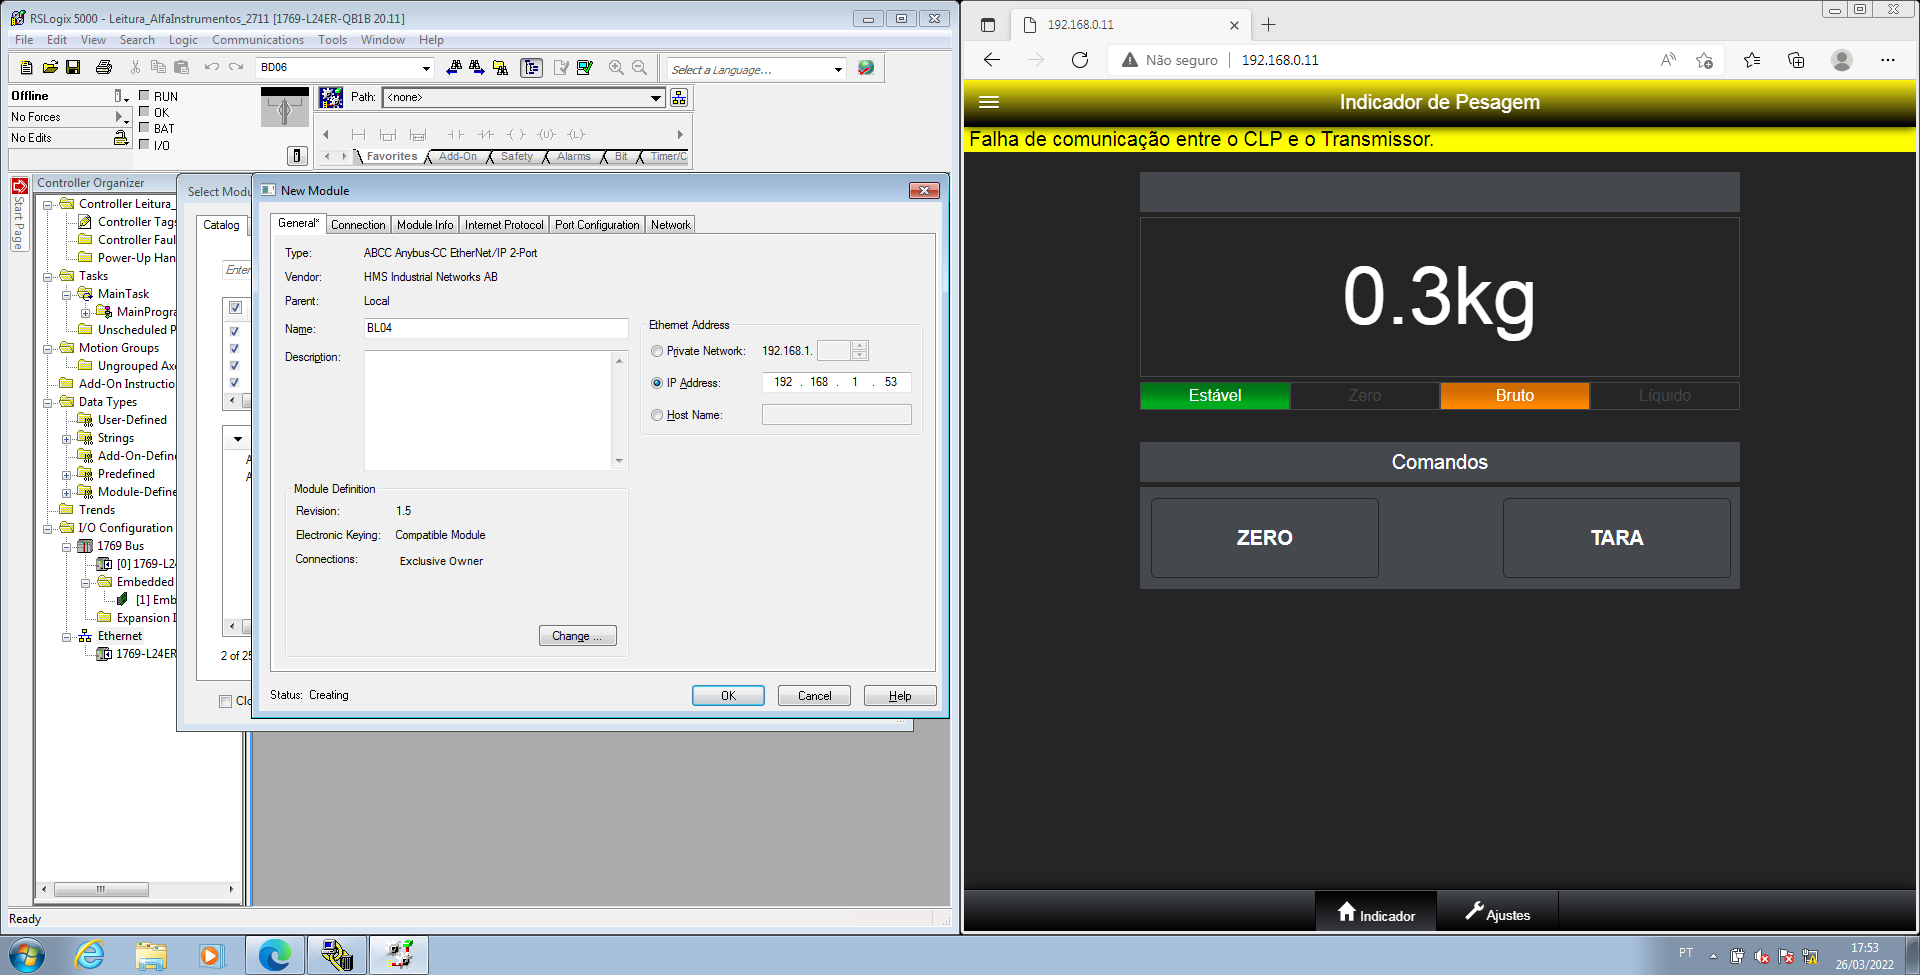 RSLogix 5000 - Leitura_AlfaInstrumentos_2711 [1769-L24ER-QB1B 20.11]
File Edit View Search Logic Communications Tools Window Help
BD06
Select a Language...
Offline
No Forces
No Edits
RUN
OK
BAT
I/O
Path: <none>
Favorites Add-On Safety Alarms Bit Timer/C
Start Page
Controller Organizer
Controller Leitura_
Controller Tags
Controller Faul
Power-Up Han
Tasks
MainTask
MainProgra
Unscheduled P
Motion Groups
Ungrouped Axe
Add-On Instructio
Data Types
User-Defined
Strings
Add-On-Define
Predefined
Module-Define
Trends
I/O Configuration
1769 Bus
[0] 1769-L24
Embedded
[1] Emb
Expansion I
Ethernet
1769-L24ER
Select Modu
Catalog
Enter
2 of 25
Clo
New Module
General* Connection Module Info Internet Protocol Port Configuration Network
Type: ABCC Anybus-CC EtherNet/IP 2-Port
Vendor: HMS Industrial Networks AB
Parent: Local
Name: BL04
Description:
Ethernet Address
Private Network: 192.168.1.
IP Address: 192 . 168 . 1 . 53
Host Name:
Module Definition
Revision: 1.5
Electronic Keying: Compatible Module
Connections: Exclusive Owner
Change ...
Status: Creating
OK Cancel Help
Ready
192.168.0.11
Não seguro 192.168.0.11
Indicador de Pesagem
Falha de comunicação entre o CLP e o Transmissor.
0.3kg
Estável Zero Bruto Líquido
Comandos
ZERO TARA
Indicador Ajustes
PT
17:53
26/03/2022